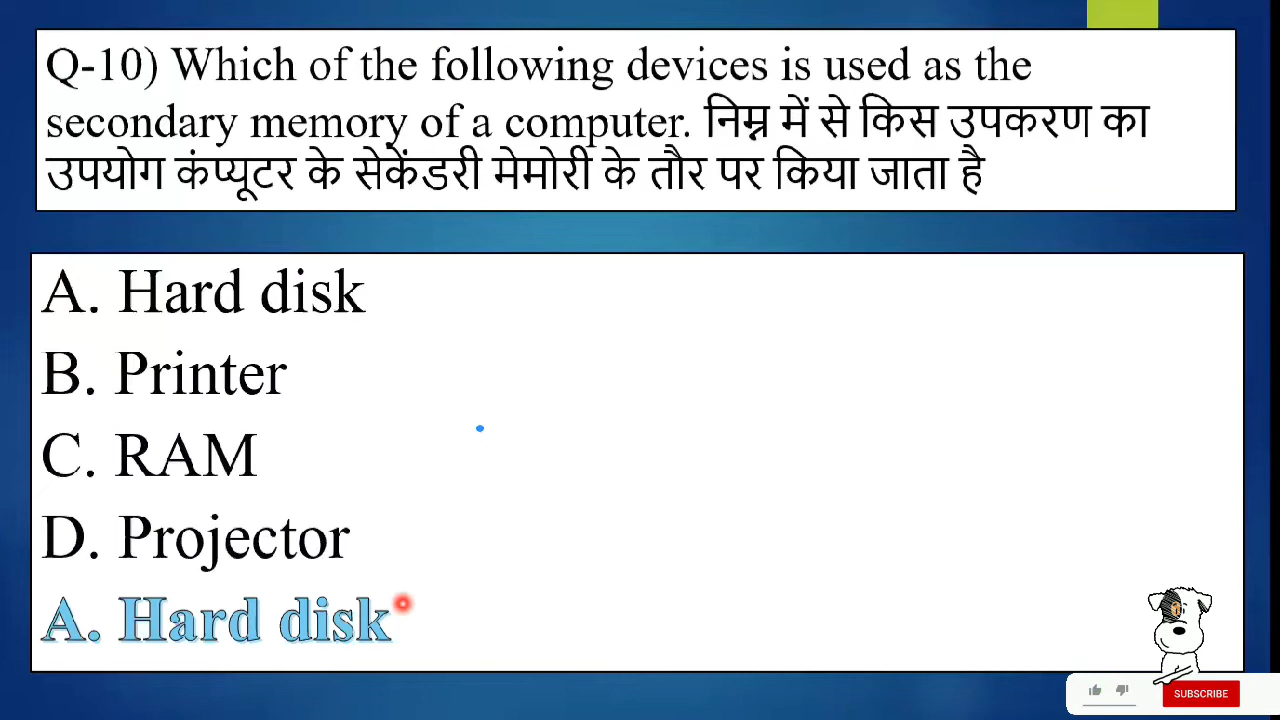 Q-10) Which of the following devices is used as the
secondary memory of a computer. निम्न में से किस उपकरण का
उपयोग कंप्यूटर के सेकेंडरी मेमोरी के तौर पर किया जाता है
A. Hard disk
B. Printer
C. RAM
D. Projector
A. Hard disk
SUBSCRIBE